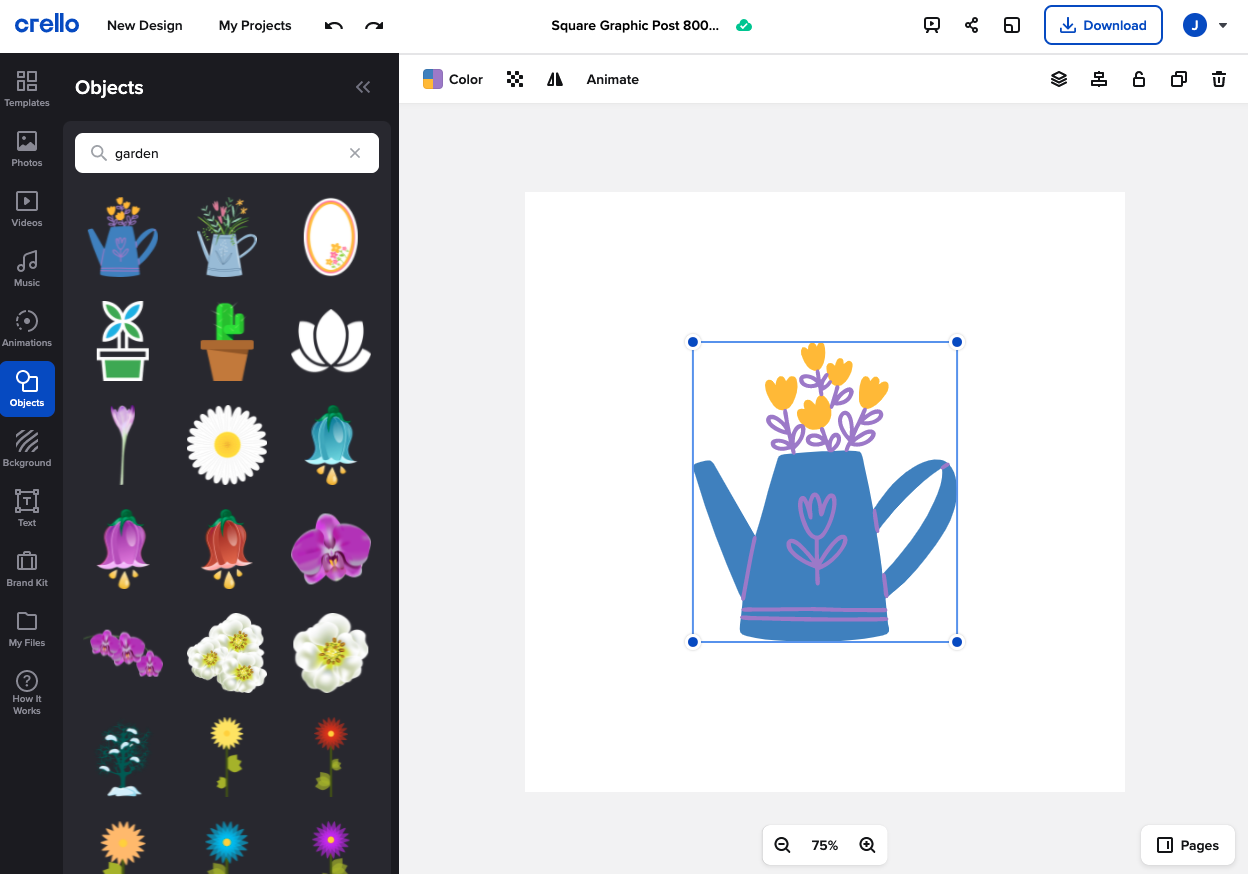 crello
New Design
My Projects
Square Graphic Post 800...
Download
J
Templates
Photos
Videos
Music
Animations
Objects
Bckground
Text
Brand Kit
My Files
How It
Works
Objects
garden
Color
Animate
75%
Pages